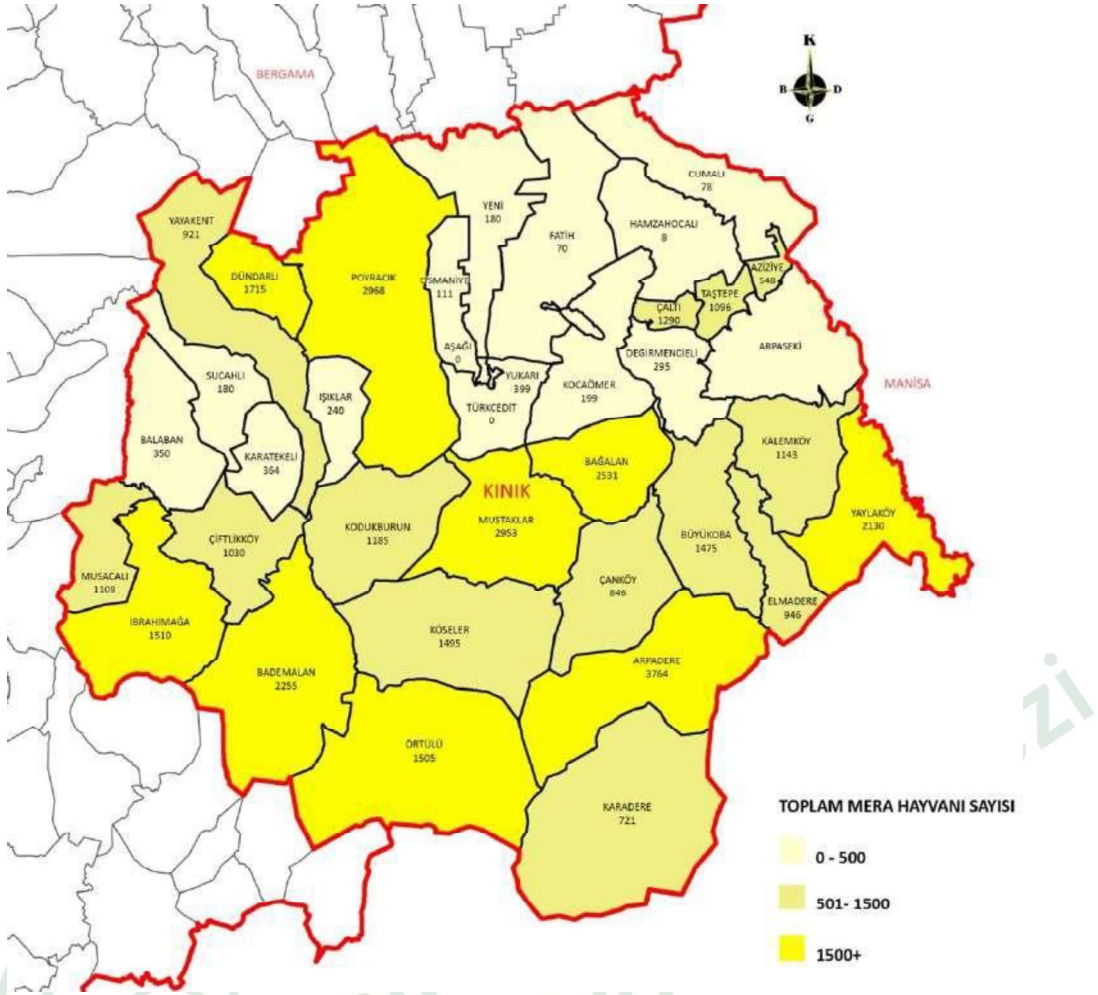 BERGAMA
K
B
D
G
CUMALI
78
YENİ
180
FATİH
70
HAMZAHOCALI
8
YAYAKENT
921
DÜNDARLI
1715
POYRACIK
2968
OSMANİYE
111
AZİZİYE
548
TAŞTEPE
1096
ÇALTI
1290
AŞAĞI
0
YUKARI
399
DEGİRMENCİELİ
295
ARPASEKİ
SUCAHLI
180
IŞIKLAR
240
TÜRKCEDİT
0
KOCAÖMER
199
MANİSA
BALABAN
350
KARATEKELİ
364
BAĞALAN
2531
KALEMKÖY
1143
KINIK
MUSTAKLAR
2953
YAYLAKÖY
2130
KODUKBURUN
1185
BÜYÜKOBA
1475
ÇİFTLİKKÖY
1030
MUSACALI
1108
ÇANKÖY
846
ELMADERE
946
İBRAHIMAĞA
1510
KÖSELER
1495
ARPADERE
3764
BADEMALAN
2255
ÖRTÜLÜ
1505
KARADERE
721
zi
TOPLAM MERA HAYVANI SAYISI
0 - 500
501- 1500
1500+